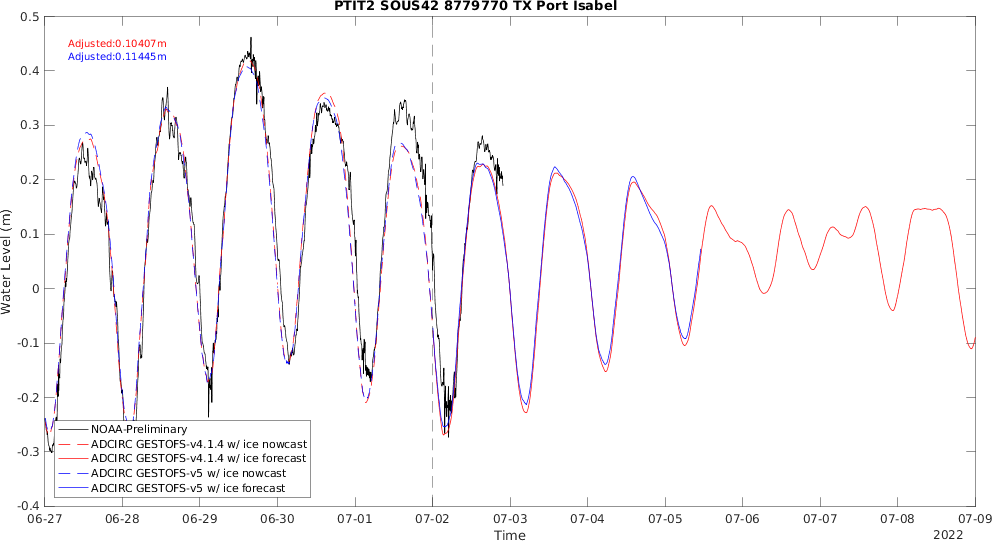 PTIT2 SOUS42 8779770 TX Port Isabel
Adjusted:0.10407m
Adjusted:0.11445m
0.5
0.4
0.3
0.2
0.1
0
-0.1
-0.2
-0.3
-0.4
Water Level (m)
NOAA-Preliminary
ADCIRC GESTOFS-v4.1.4 w/ ice nowcast
ADCIRC GESTOFS-v4.1.4 w/ ice forecast
ADCIRC GESTOFS-v5 w/ ice nowcast
ADCIRC GESTOFS-v5 w/ ice forecast
06-27 06-28 06-29 06-30 07-01 07-02 07-03 07-04 07-05 07-06 07-07 07-08 07-09
Time
2022